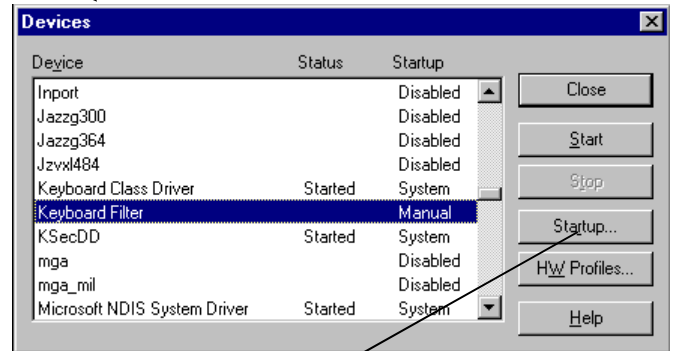 Devices
Device Status Startup
Inport Disabled
Jazzg300 Disabled
Jazzg364 Disabled
Jzvxl484 Disabled
Keyboard Class Driver Started System
Keyboard Filter Manual
KSecDD Started System
mga Disabled
mga_mil Disabled
Microsoft NDIS System Driver Started System
Close
Start
Stop
Startup...
HW Profiles...
Help